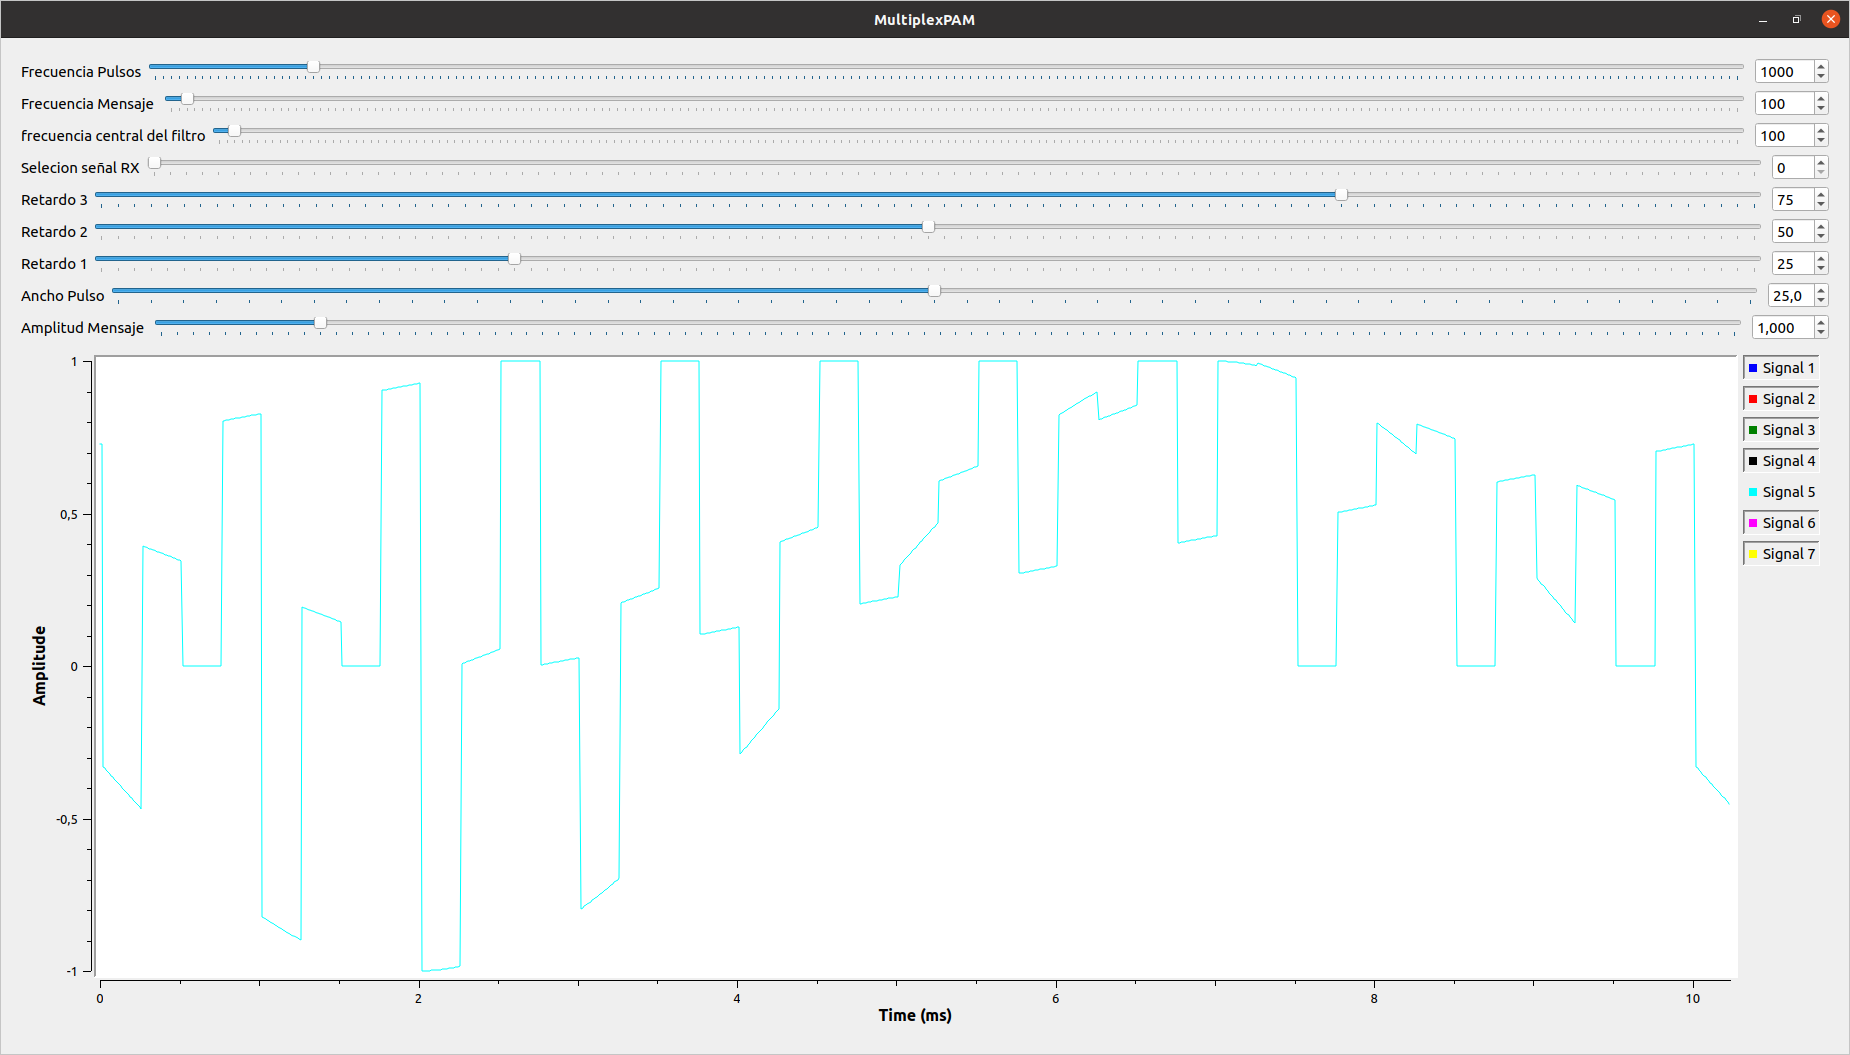 MultiplexPAM
Frecuencia Pulsos 1000
Frecuencia Mensaje 100
frecuencia central del filtro 100
Selecion señal RX 0
Retardo 3 75
Retardo 2 50
Retardo 1 25
Ancho Pulso 25,0
Amplitud Mensaje 1,000
1
0,5
0
-0,5
-1
Amplitude
0 2 4 6 8 10
Time (ms)
Signal 1
Signal 2
Signal 3
Signal 4
Signal 5
Signal 6
Signal 7